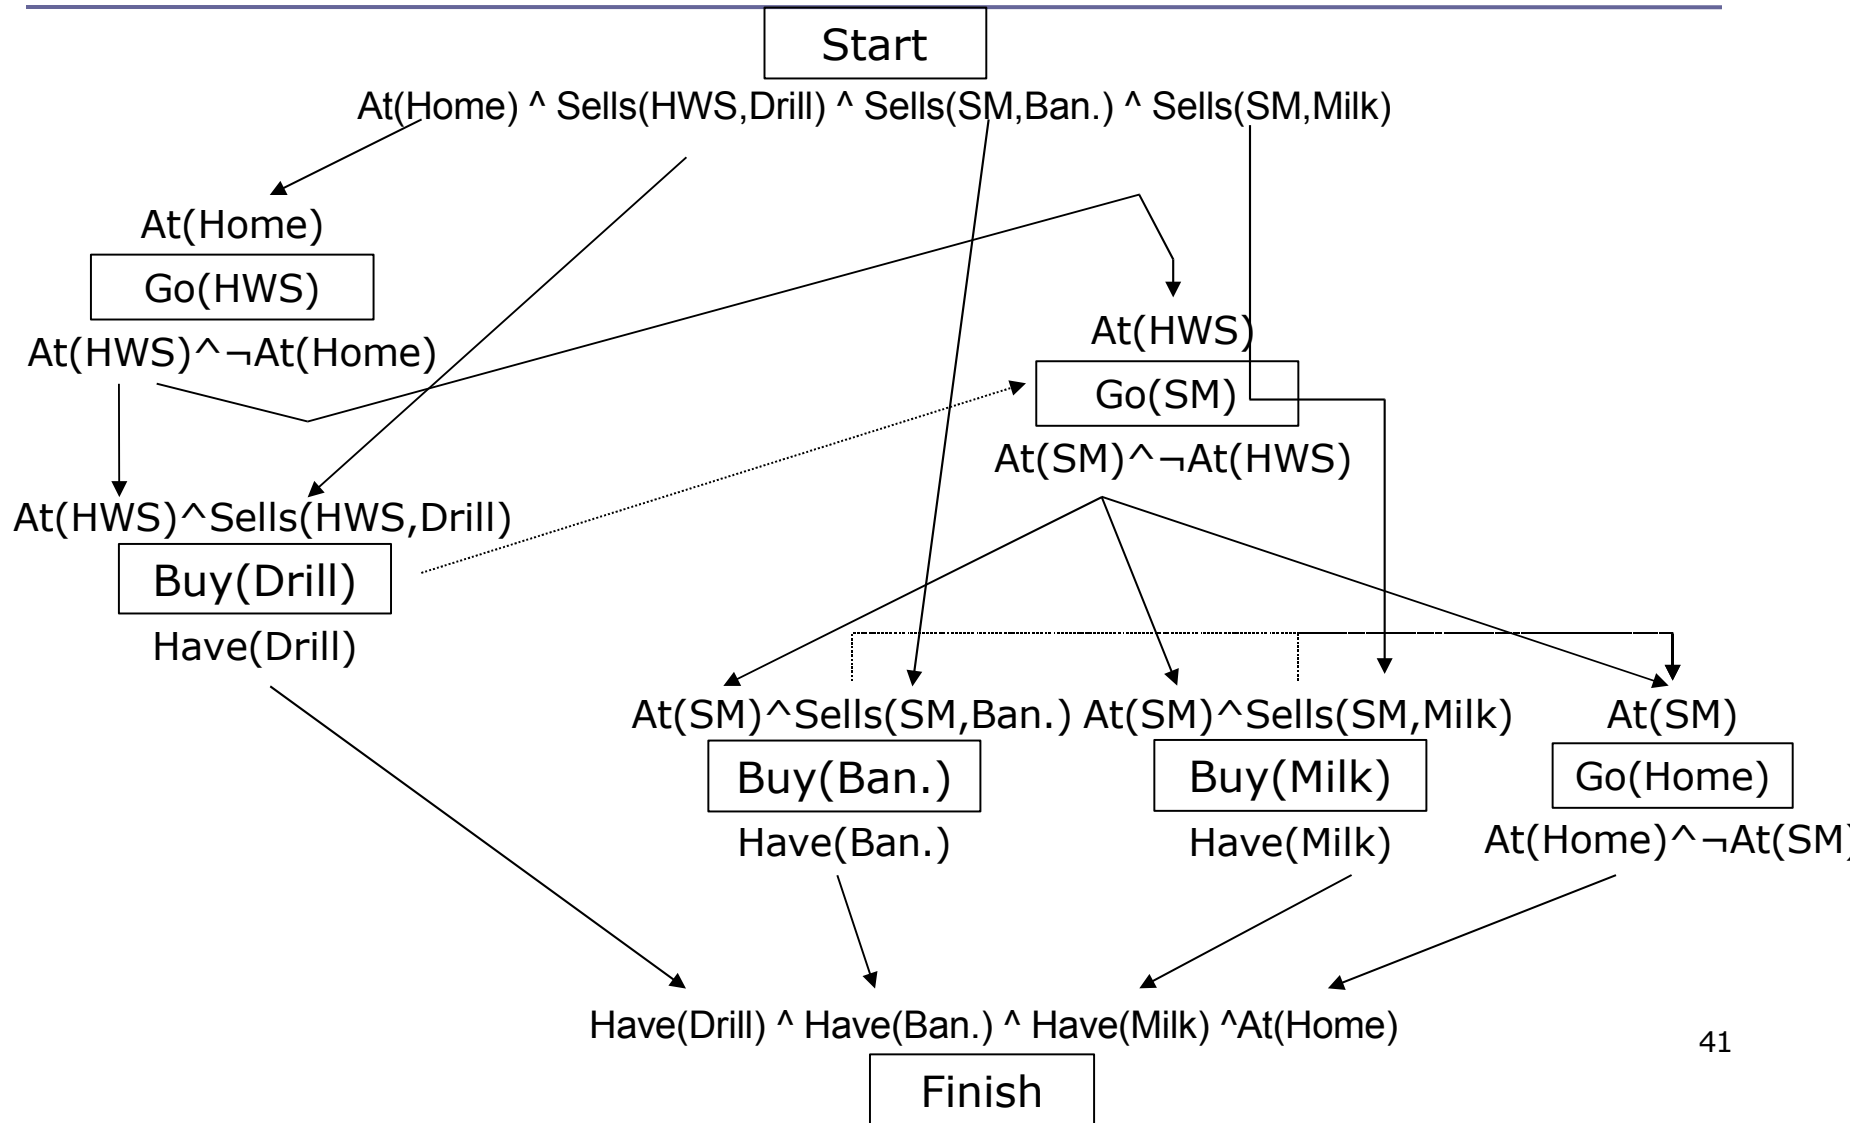 Start
At(Home) ^ Sells(HWS,Drill) ^ Sells(SM,Ban.) ^ Sells(SM,Milk)
At(Home)
Go(HWS)
At(HWS)^¬At(Home)
At(HWS)
Go(SM)
At(SM)^¬At(HWS)
At(HWS)^Sells(HWS,Drill)
Buy(Drill)
Have(Drill)
At(SM)^Sells(SM,Ban.)
Buy(Ban.)
Have(Ban.)
At(SM)^Sells(SM,Milk)
Buy(Milk)
Have(Milk)
At(SM)
Go(Home)
At(Home)^¬At(SM)
Have(Drill) ^ Have(Ban.) ^ Have(Milk) ^At(Home)
Finish
41